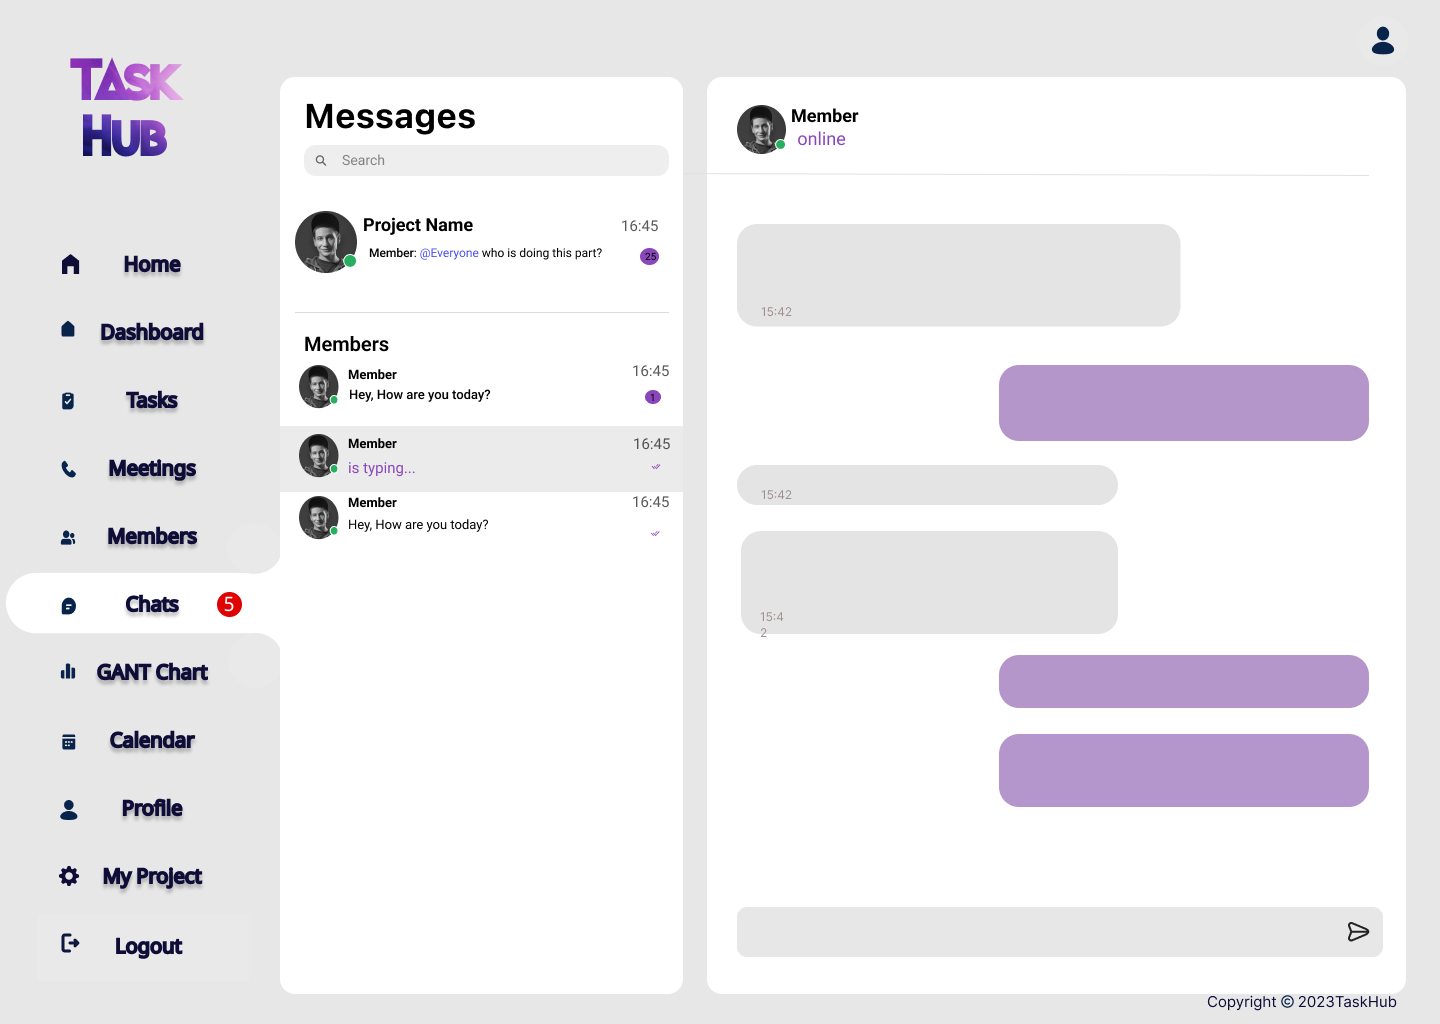 TASK
HUB
Home
Dashboard
Tasks
Meetings
Members
Chats 5
GANT Chart
Calendar
Profile
My Project
Logout
Messages
Search
Project Name 16:45
Member: @Everyone who is doing this part? 25
Members
Member 16:45
Hey, How are you today? 1
Member 16:45
is typing...
Member 16:45
Hey, How are you today?
Member
online
15:42
15:42
15:4
2
Copyright © 2023TaskHub